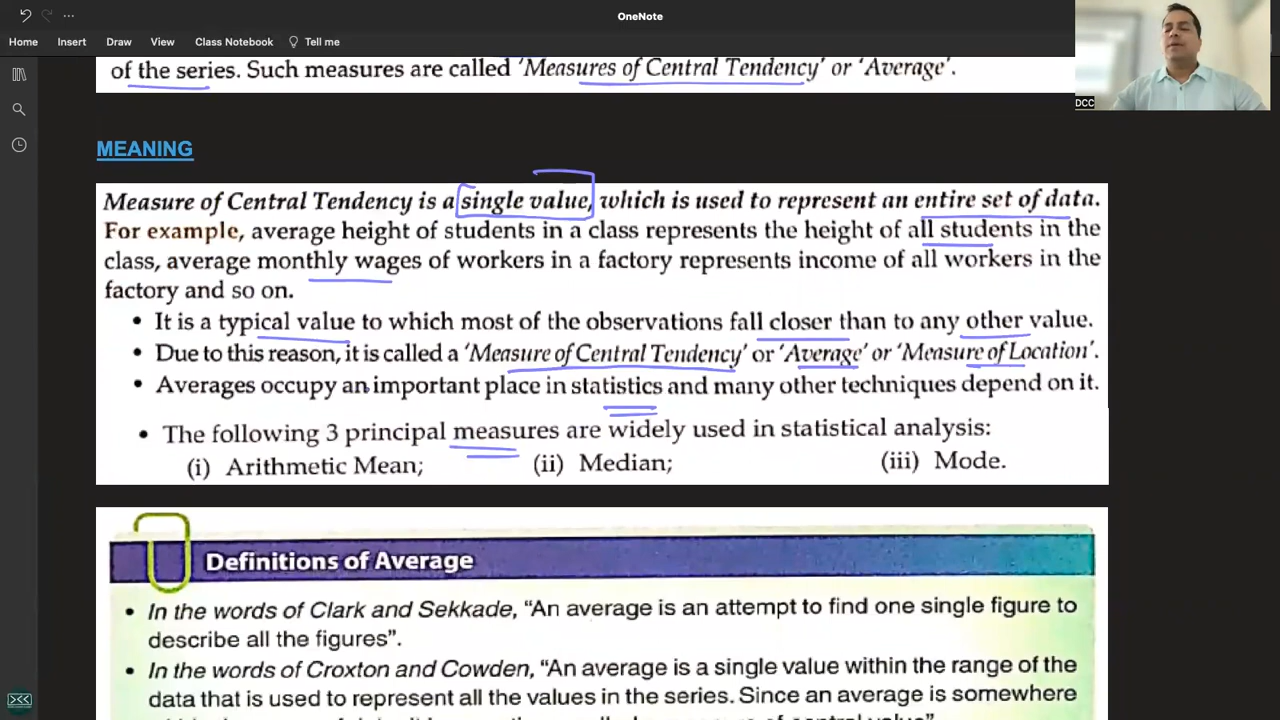 OneNote
Home Insert Draw View Class Notebook Tell me
of the series. Such measures are called 'Measures of Central Tendency' or 'Average'.
DCC
MEANING
Measure of Central Tendency is a single value, which is used to represent an entire set of data.
For example, average height of students in a class represents the height of all students in the
class, average monthly wages of workers in a factory represents income of all workers in the
factory and so on.
• It is a typical value to which most of the observations fall closer than to any other value.
• Due to this reason, it is called a 'Measure of Central Tendency' or 'Average' or 'Measure of Location'.
• Averages occupy an important place in statistics and many other techniques depend on it.
• The following 3 principal measures are widely used in statistical analysis:
(i) Arithmetic Mean; (ii) Median; (iii) Mode.
Definitions of Average
• In the words of Clark and Sekkade, "An average is an attempt to find one single figure to
describe all the figures".
• In the words of Croxton and Cowden, "An average is a single value within the range of the
data that is used to represent all the values in the series. Since an average is somewhere